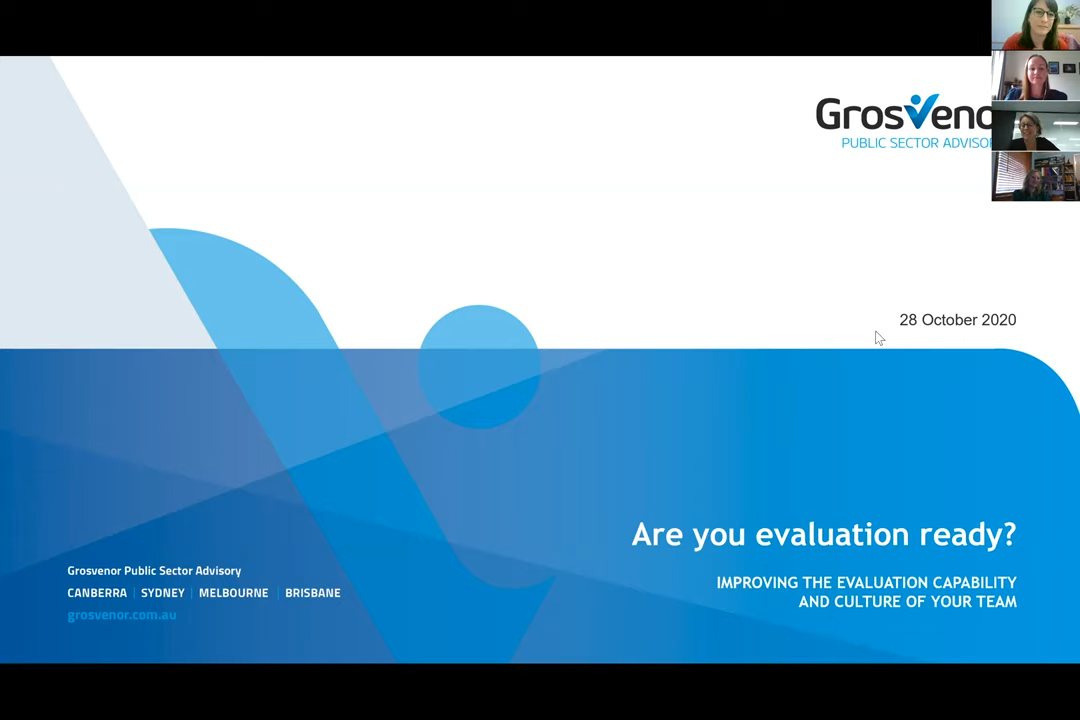 Grosveno
PUBLIC SECTOR ADVISO
28 October 2020
Are you evaluation ready?
IMPROVING THE EVALUATION CAPABILITY
AND CULTURE OF YOUR TEAM
Grosvenor Public Sector Advisory
CANBERRA | SYDNEY | MELBOURNE | BRISBANE
grosvenor.com.au